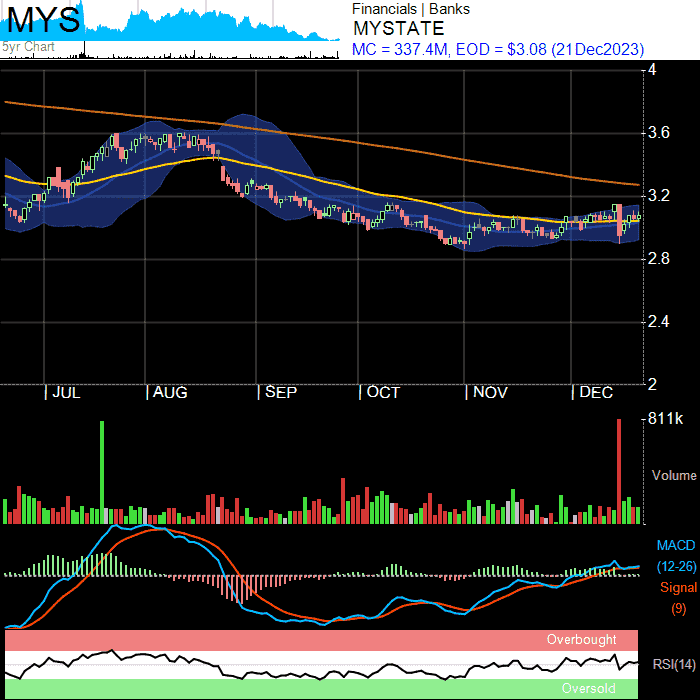 MYS
5yr Chart
Financials | Banks
MYSTATE
MC = 337.4M, EOD = $3.08 (21Dec2023)
4
3.6
3.2
2.8
2.4
2
| JUL | AUG | SEP | OCT | NOV | DEC
811k
Volume
MACD
(12-26)
Signal
(9)
Overbought
RSI(14)
Oversold